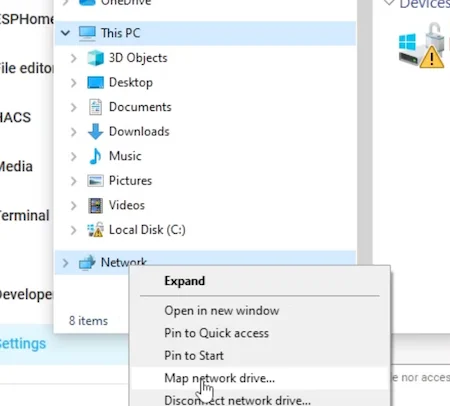 OneDrive
Devices
ESPHome
This PC
3D Objects
File editor
Desktop
Documents
HACS
Downloads
Music
Media
Pictures
Videos
Terminal
Local Disk (C:)
Network
Expand
Develope
Open in new window
8 items
Pin to Quick access
Settings
Pin to Start
Map network drive...
le nor acces
Disconnect network drive...